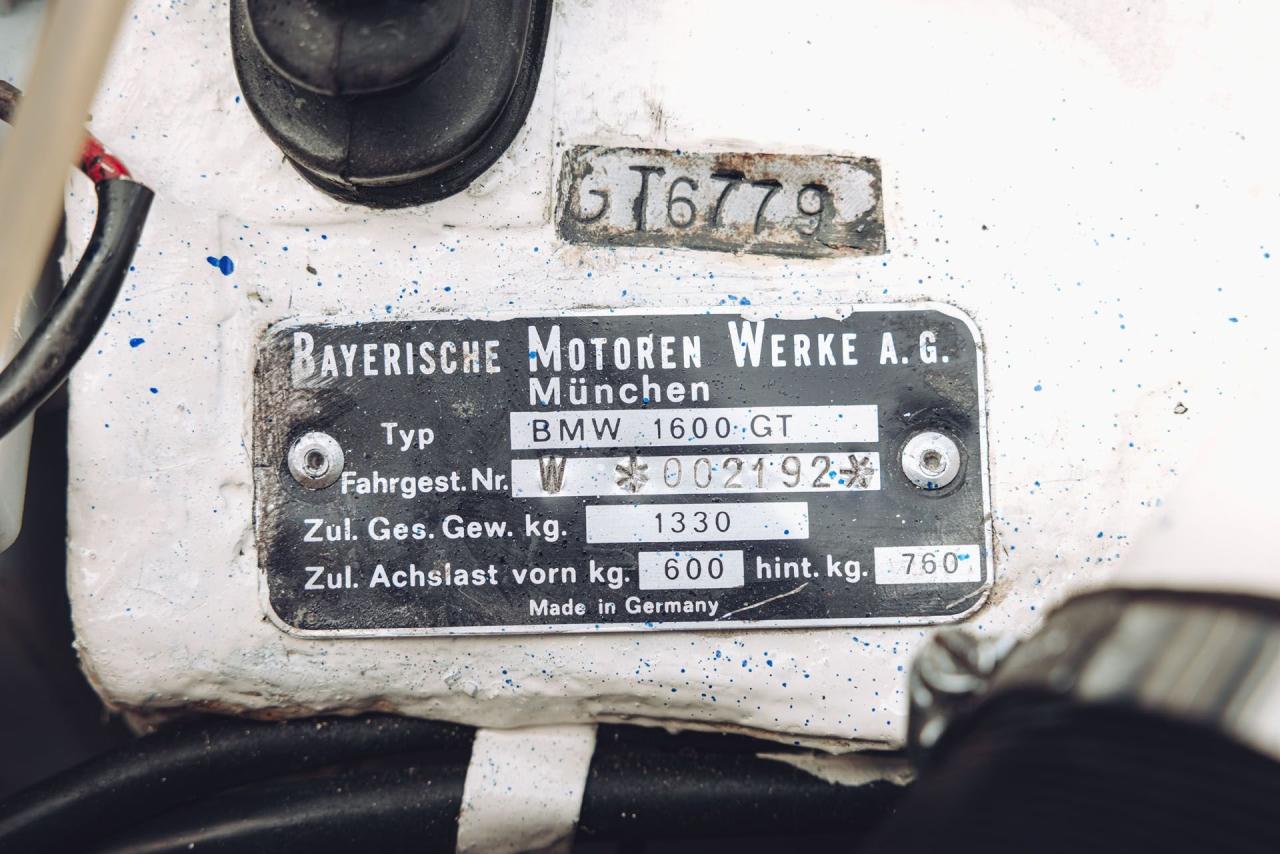 GT6779
BAYERISCHE MOTOREN WERKE A.G.
München
Typ BMW 1600 GT
Fahrgest. Nr. W *002192*
Zul. Ges. Gew. kg. 1330
Zul. Achslast vorn kg. 600 hint. kg. 760
Made in Germany